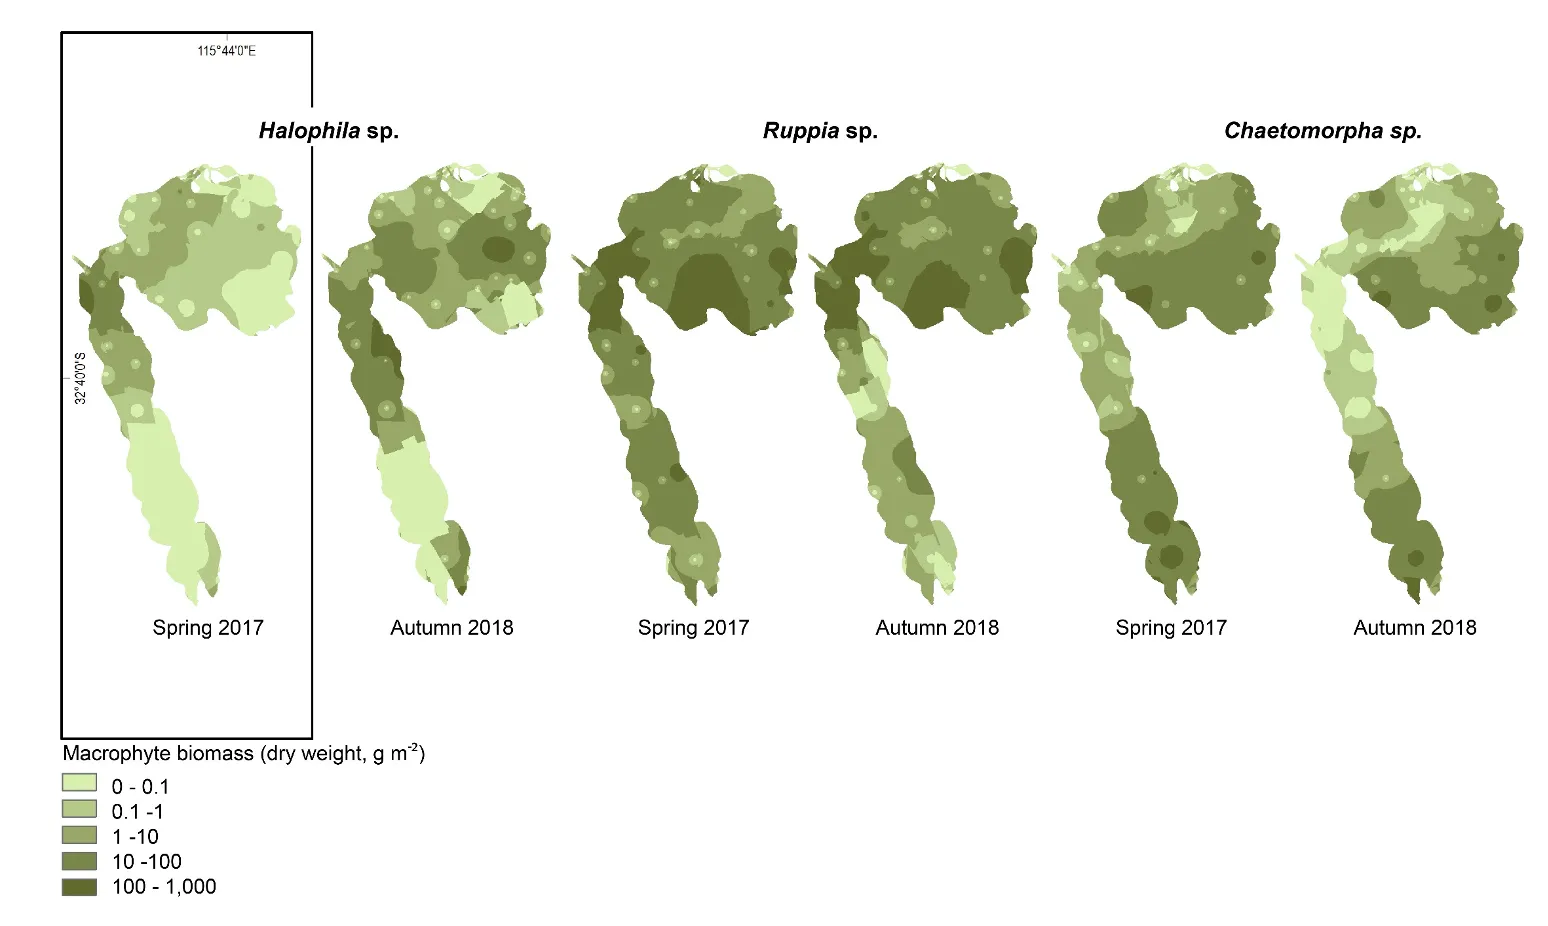 115°44'0"E
Halophila sp.
Ruppia sp.
Chaetomorpha sp.
32°40'0"S
Spring 2017
Autumn 2018
Spring 2017
Autumn 2018
Spring 2017
Autumn 2018
Macrophyte biomass (dry weight, g m-2)
0 - 0.1
0.1 -1
1 -10
10 -100
100 - 1,000